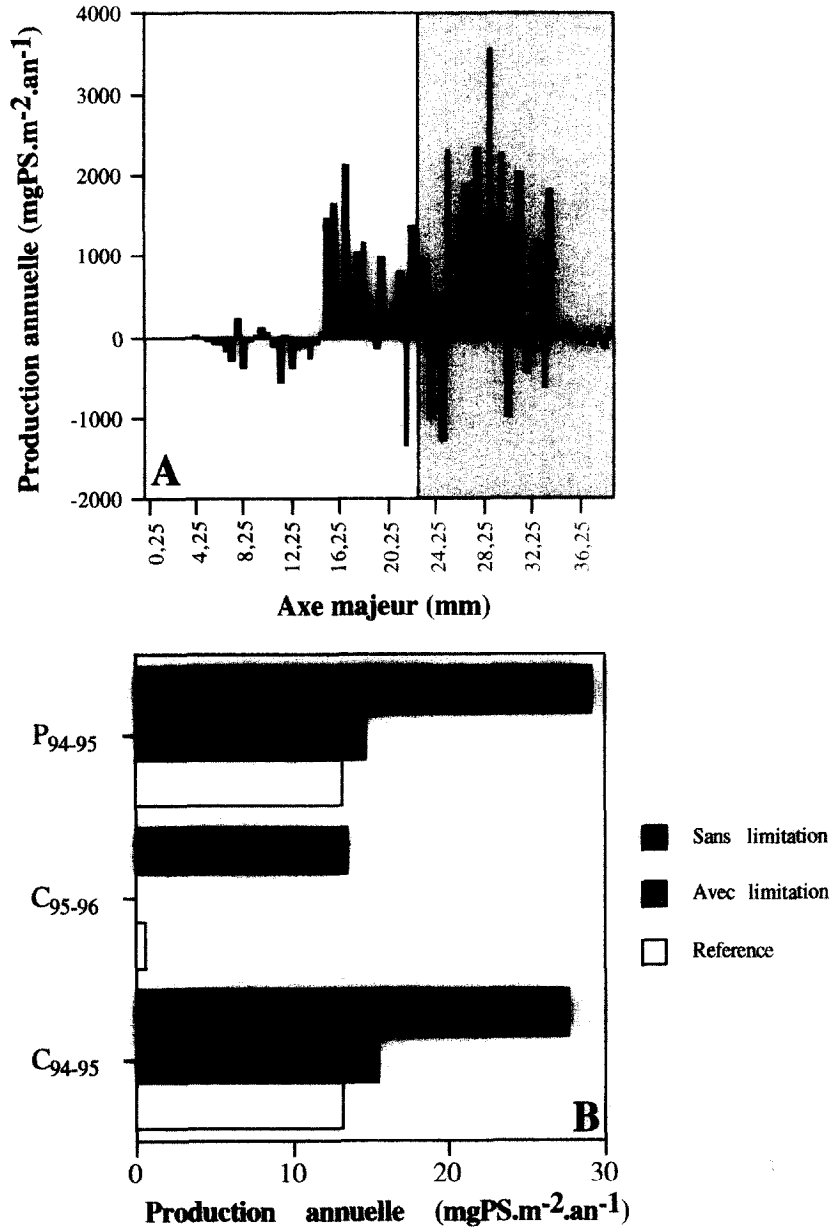 4000
3000
2000
1000
0
-1000
-2000
Production annuelle (mgPS.m-2.an-1)
A
0,25
4,25
8,25
12,25
16,25
20,25
24,25
28,25
32,25
36,25
Axe majeur (mm)
P94-95
C95-96
C94-95
Sans limitation
Avec limitation
Reference
B
0
10
20
30
Production annuelle (mgPS.m-2.an-1)